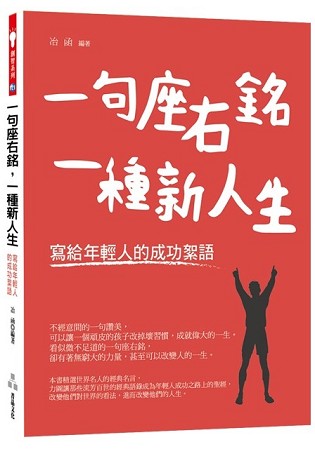 冶 函 編著
一句座右銘
一種新人生
寫給年輕人的成功絮語
不經意間的一句讚美,
可以讓一個頑皮的孩子改掉壞習慣,成就偉大的一生。
看似微不足道的一句座右銘,
卻有著無窮大的力量,甚至可以改變人的一生。
本書精選世界名人的經典名言,
力圖讓那些流芳百世的經典語錄成為年輕人成功之路上的聖經,
改變他們對世界的看法,進而改變他們的人生。
一句座右銘,一種新人生
寫給年輕人
的成功絮語
冶 函◎編著